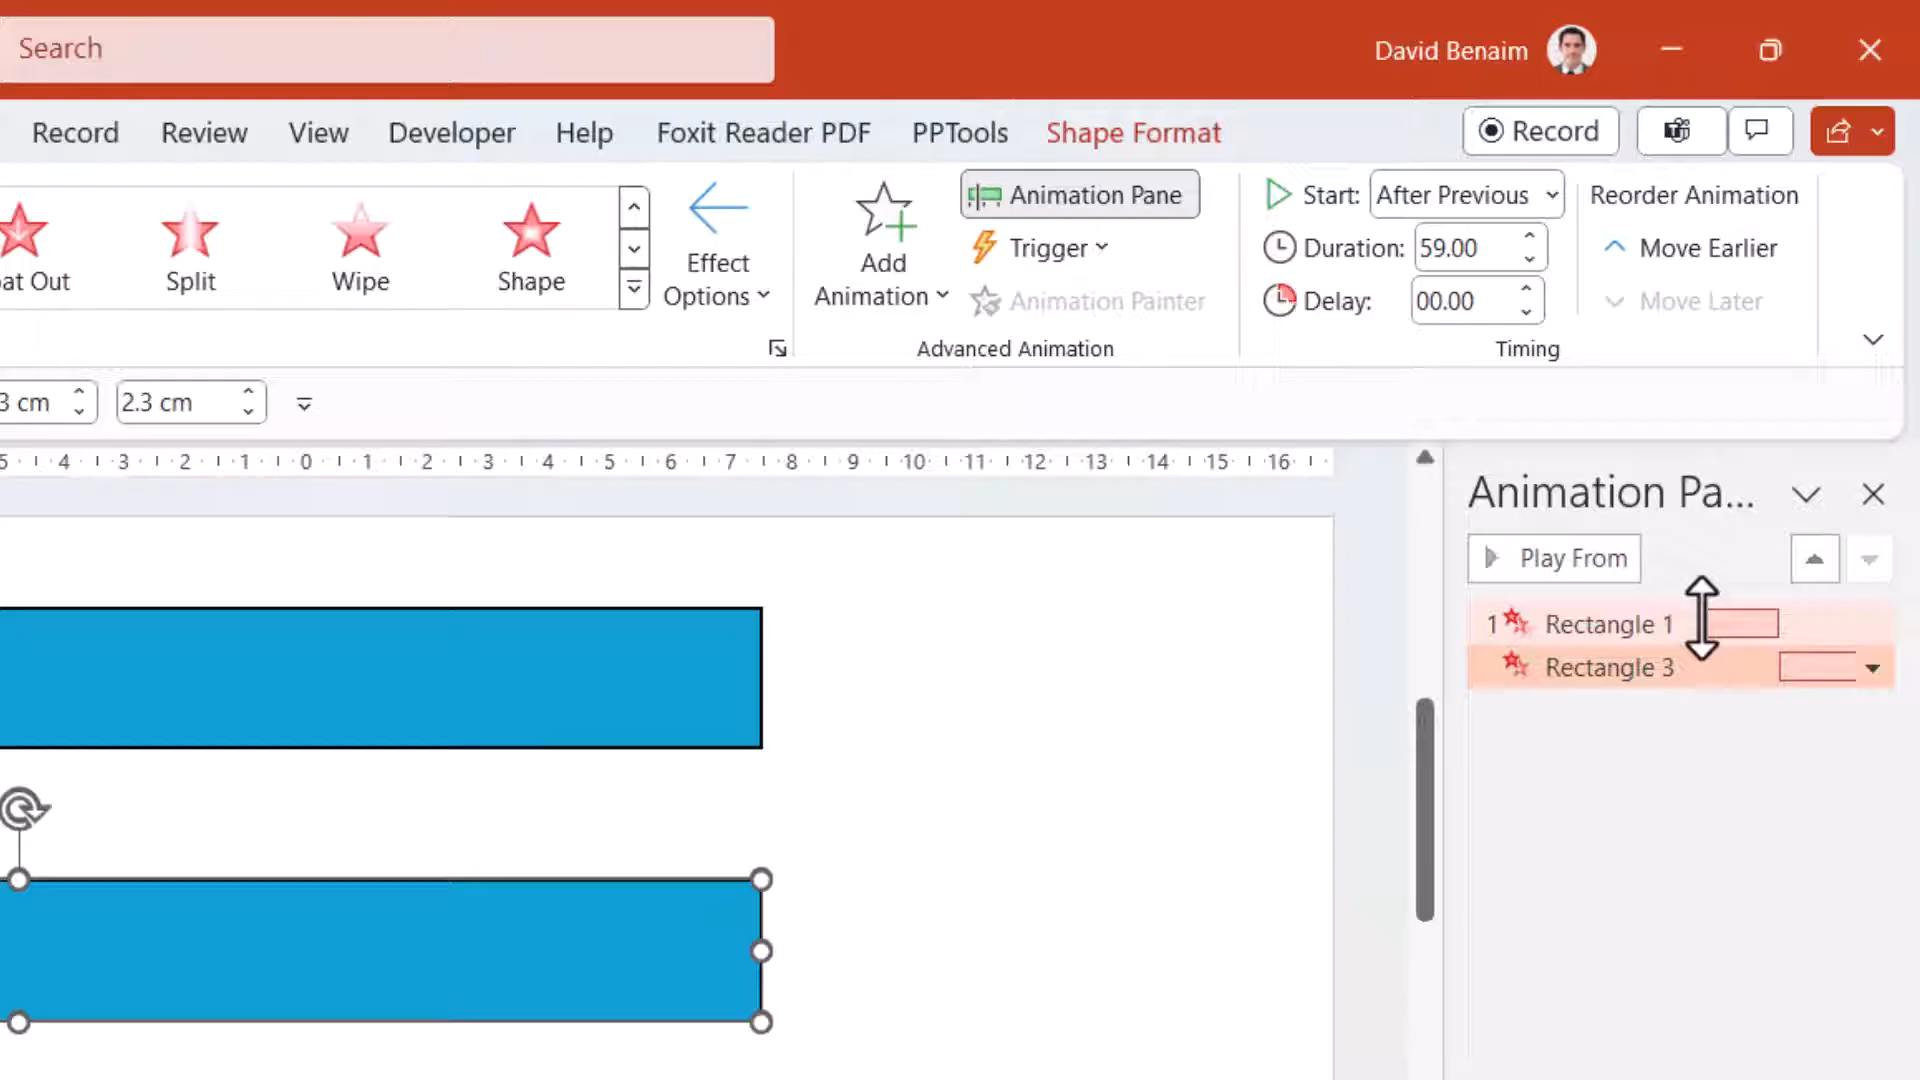 Search
David Benaim
Record Review View Developer Help Foxit Reader PDF PPTools Shape Format
Record
at Out
Split
Wipe
Shape
Effect
Options
Add
Animation
Animation Pane
Trigger
Animation Painter
Advanced Animation
Start: After Previous
Duration: 59.00
Delay: 00.00
Timing
Reorder Animation
Move Earlier
Move Later
3 cm
2.3 cm
5 4 3 2 1 0 1 2 3 4 5 6 7 8 9 10 11 12 13 14 15 16
Animation Pa...
Play From
1 Rectangle 1
Rectangle 3